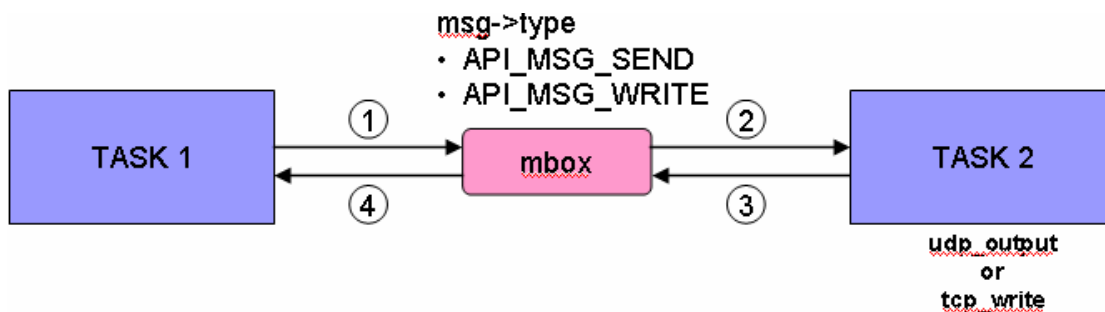 msg->type
• API_MSG_SEND
• API_MSG_WRITE
TASK 1
1
4
mbox
2
3
TASK 2
udp_output
or
tcp_write